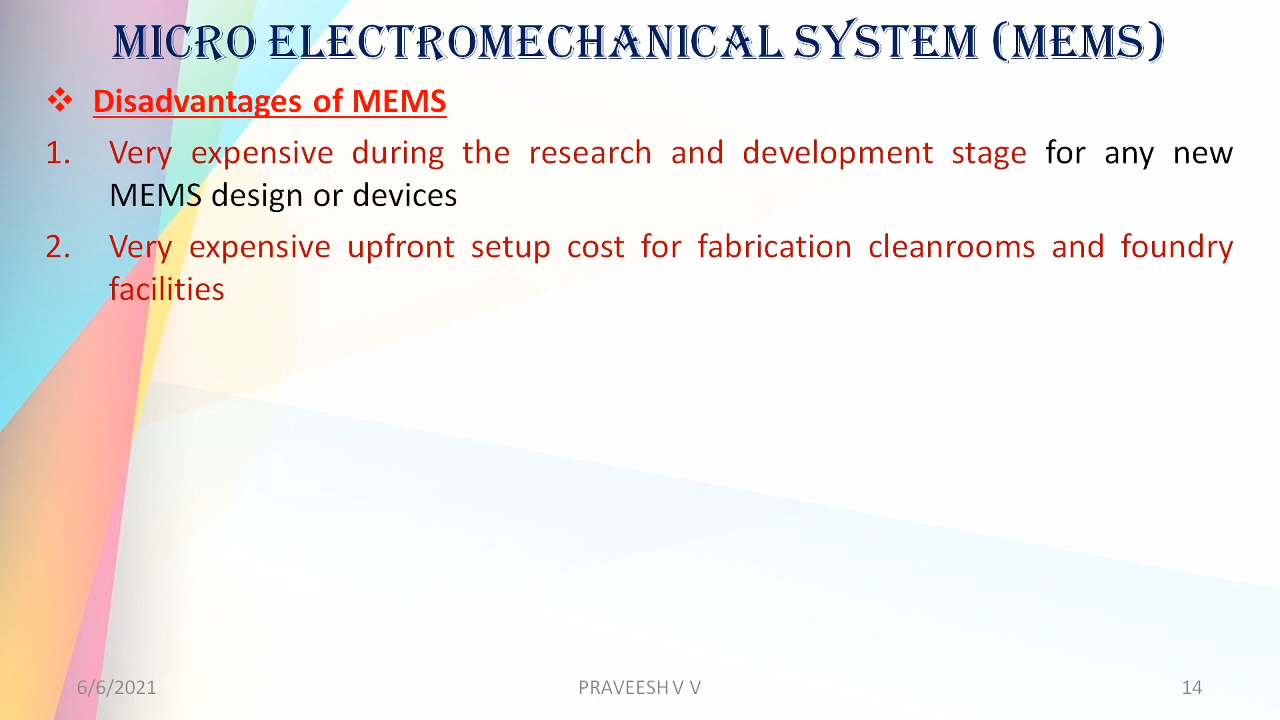 MICRO ELECTROMECHANICAL SYSTEM (MEMS)
❖ Disadvantages of MEMS
1. Very expensive during the research and development stage for any new
MEMS design or devices
2. Very expensive upfront setup cost for fabrication cleanrooms and foundry
facilities
6/6/2021 PRAVEESH V V 14